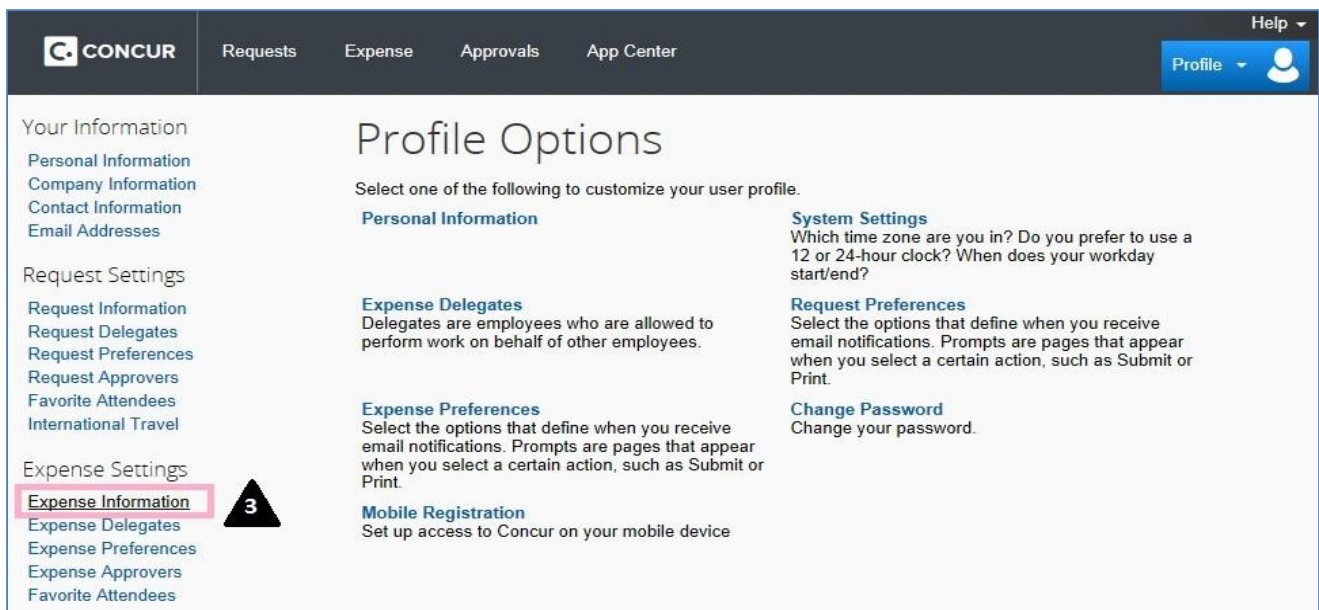 Help
C. CONCUR
Requests
Expense
Approvals
App Center
Profile
Your Information
Personal Information
Company Information
Contact Information
Email Addresses
Request Settings
Request Information
Request Delegates
Request Preferences
Request Approvers
Favorite Attendees
International Travel
Expense Settings
Expense Information
3
Expense Delegates
Expense Preferences
Expense Approvers
Favorite Attendees
Profile Options
Select one of the following to customize your user profile.
Personal Information
System Settings
Which time zone are you in? Do you prefer to use a
12 or 24-hour clock? When does your workday
start/end?
Expense Delegates
Delegates are employees who are allowed to
perform work on behalf of other employees.
Request Preferences
Select the options that define when you receive
email notifications. Prompts are pages that appear
when you select a certain action, such as Submit or
Print.
Expense Preferences
Select the options that define when you receive
email notifications. Prompts are pages that appear
when you select a certain action, such as Submit or
Print.
Change Password
Change your password.
Mobile Registration
Set up access to Concur on your mobile device